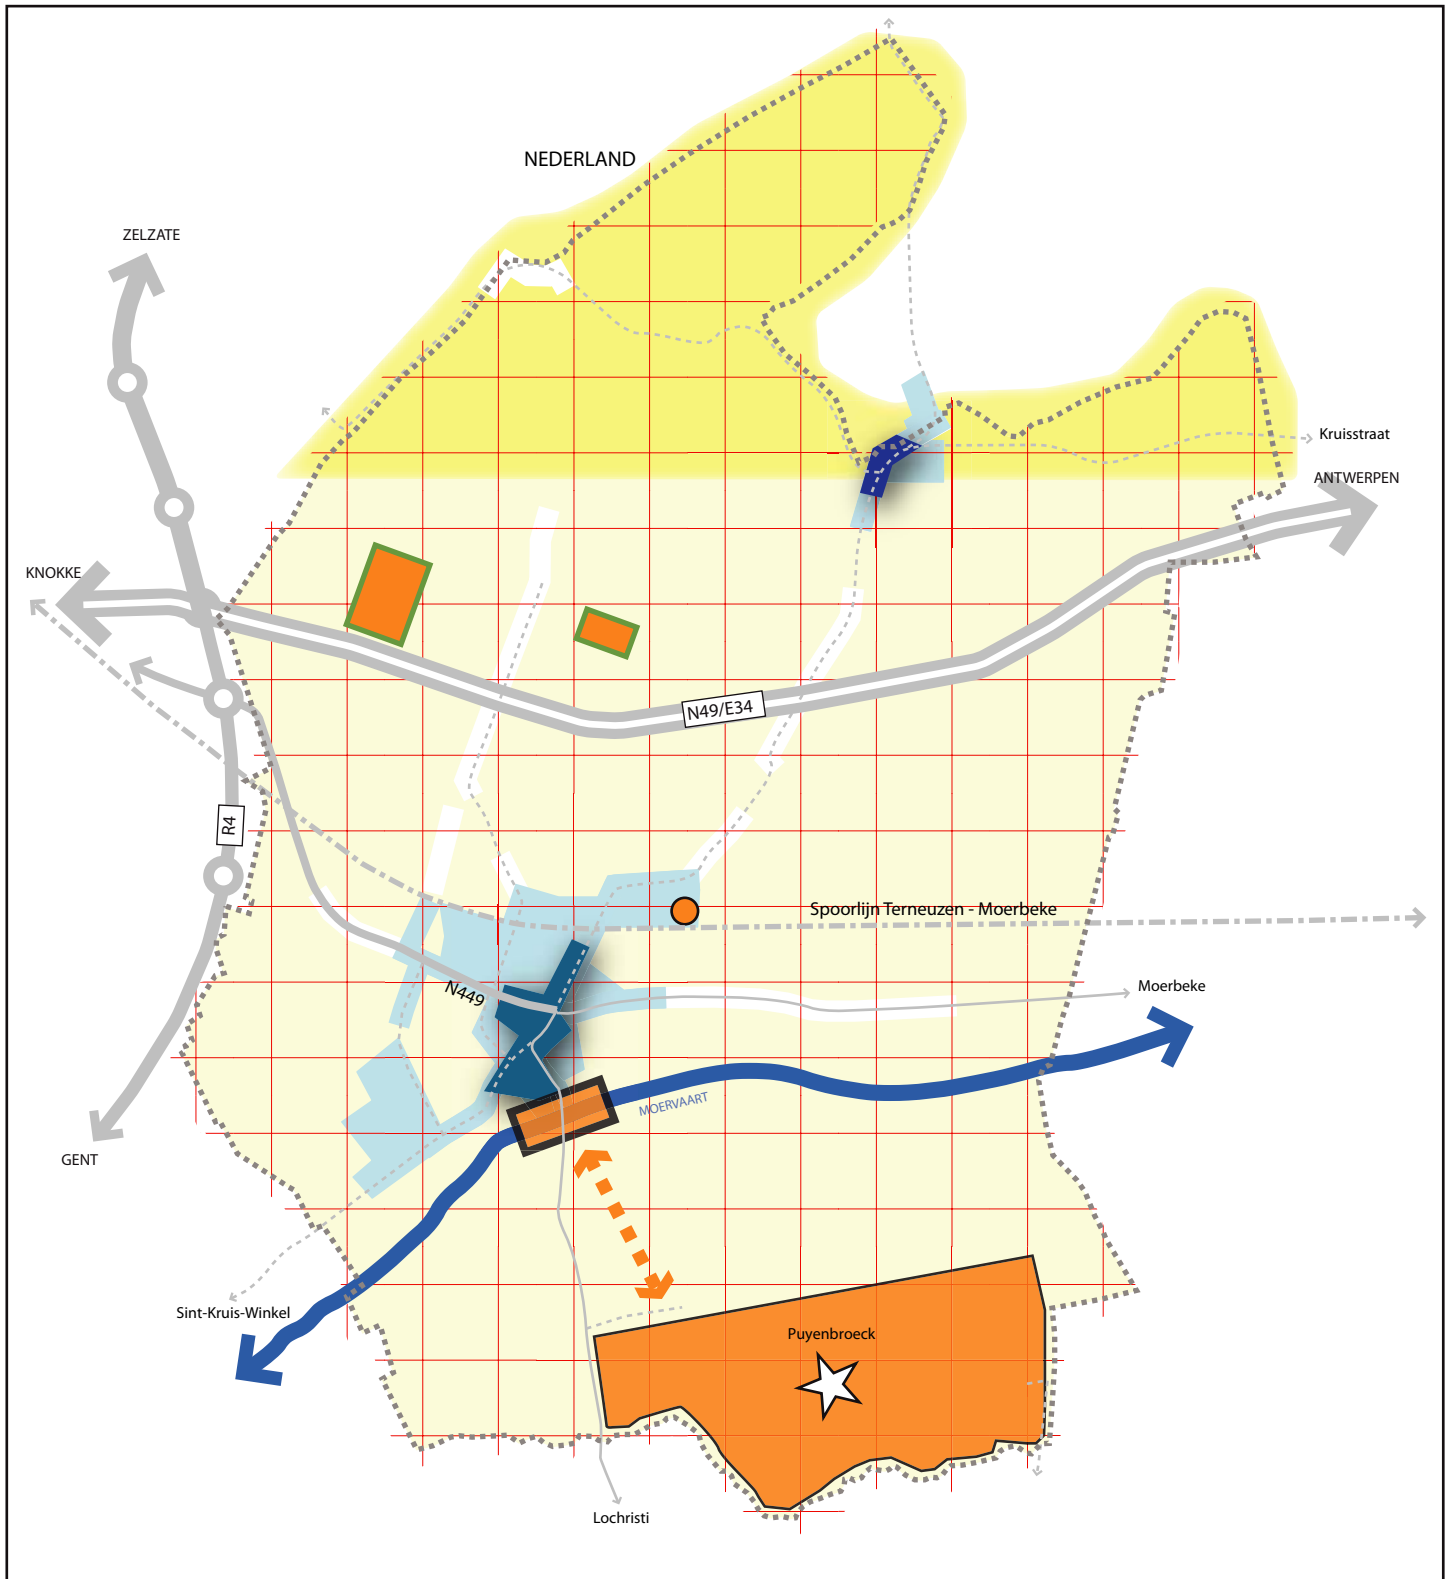 NEDERLAND
ZELZATE
Kruisstraat
ANTWERPEN
KNOKKE
N49/E34
R4
Spoorlijn Terneuzen - Moerbeke
N449
Moerbeke
MOERVAART
GENT
Sint-Kruis-Winkel
Puyenbroeck
Lochristi